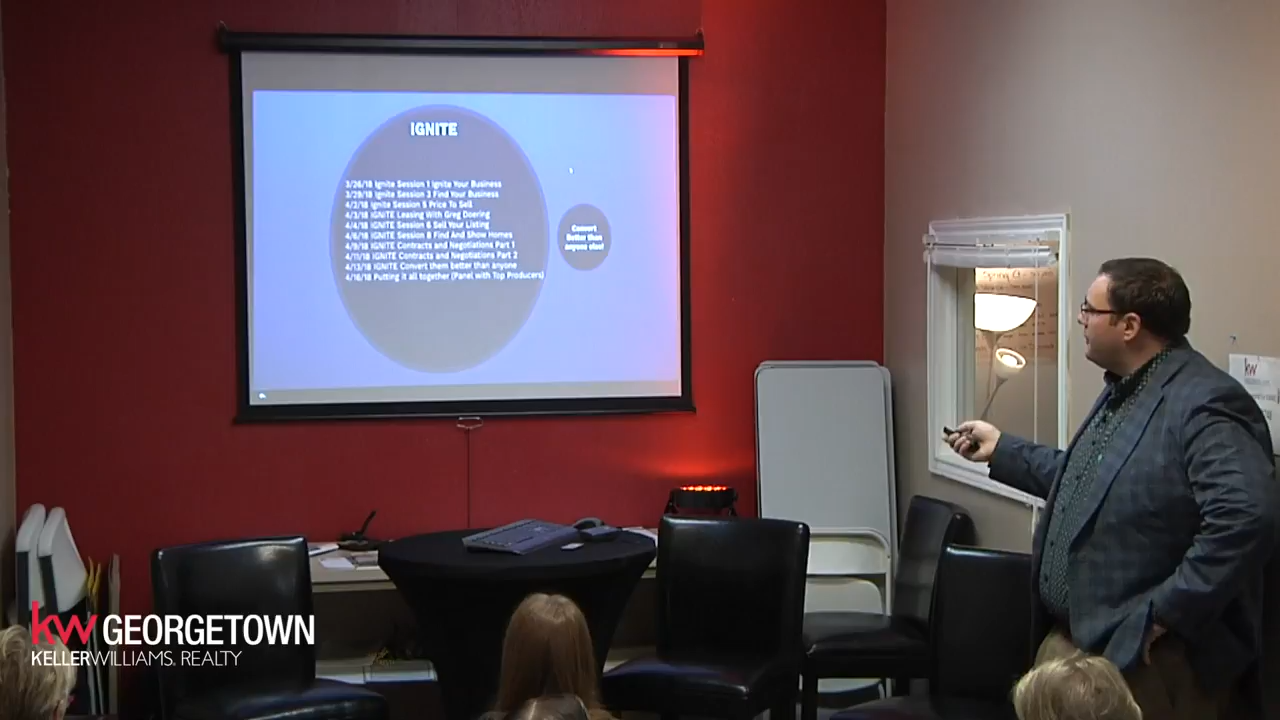 IGNITE
3/26/18 Ignite Session 1 Ignite Your Business
3/29/18 Ignite Session 3 Find Your Business
4/2/18 Ignite Session 5 Price To Sell
4/3/18 IGNITE Leasing With Greg Doering
4/4/18 IGNITE Session 6 Sell Your Listing
4/6/18 IGNITE Session 8 Find And Show Homes
4/9/18 IGNITE Contracts and Negotiations Part 1
4/11/18 IGNITE Contracts and Negotiations Part 2
4/13/18 IGNITE Convert them better than anyone
4/16/18 Putting it all together (Panel with Top Producers)
Convert
Better than
anyone else!
kw
kw GEORGETOWN
KELLERWILLIAMS. REALTY